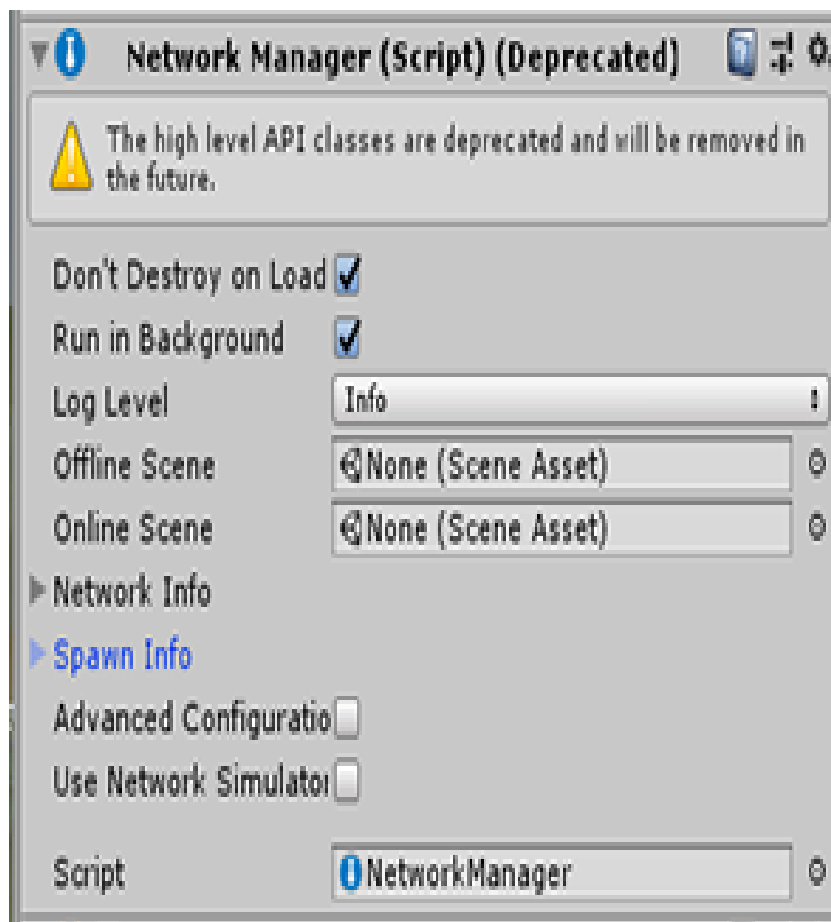 Network Manager (Script) (Deprecated)
The high level API classes are deprecated and will be removed in
the future.
Don't Destroy on Load
Run in Background
Log Level Info
Offline Scene None (Scene Asset)
Online Scene None (Scene Asset)
Network Info
Spawn Info
Advanced Configuratio
Use Network Simulator
Script NetworkManager